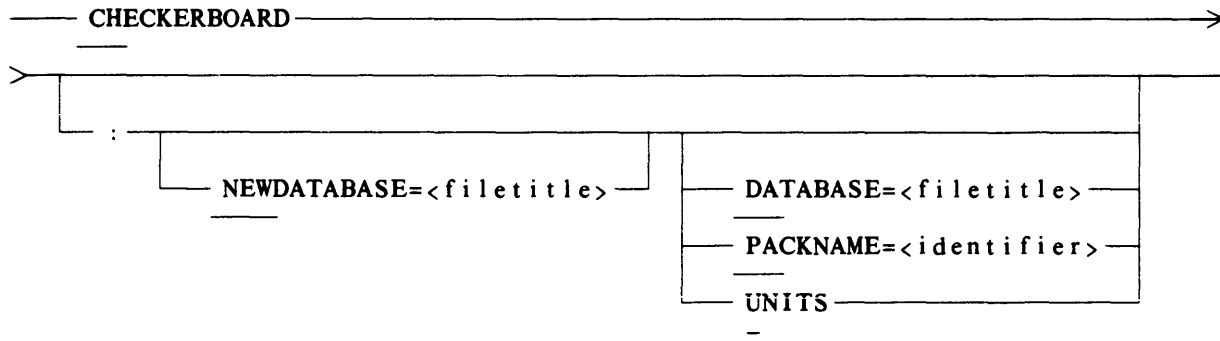 CHECKERBOARD
:
NEWDATABASE=<filetitle>
DATABASE=<filetitle>
PACKNAME=<identifier>
UNITS